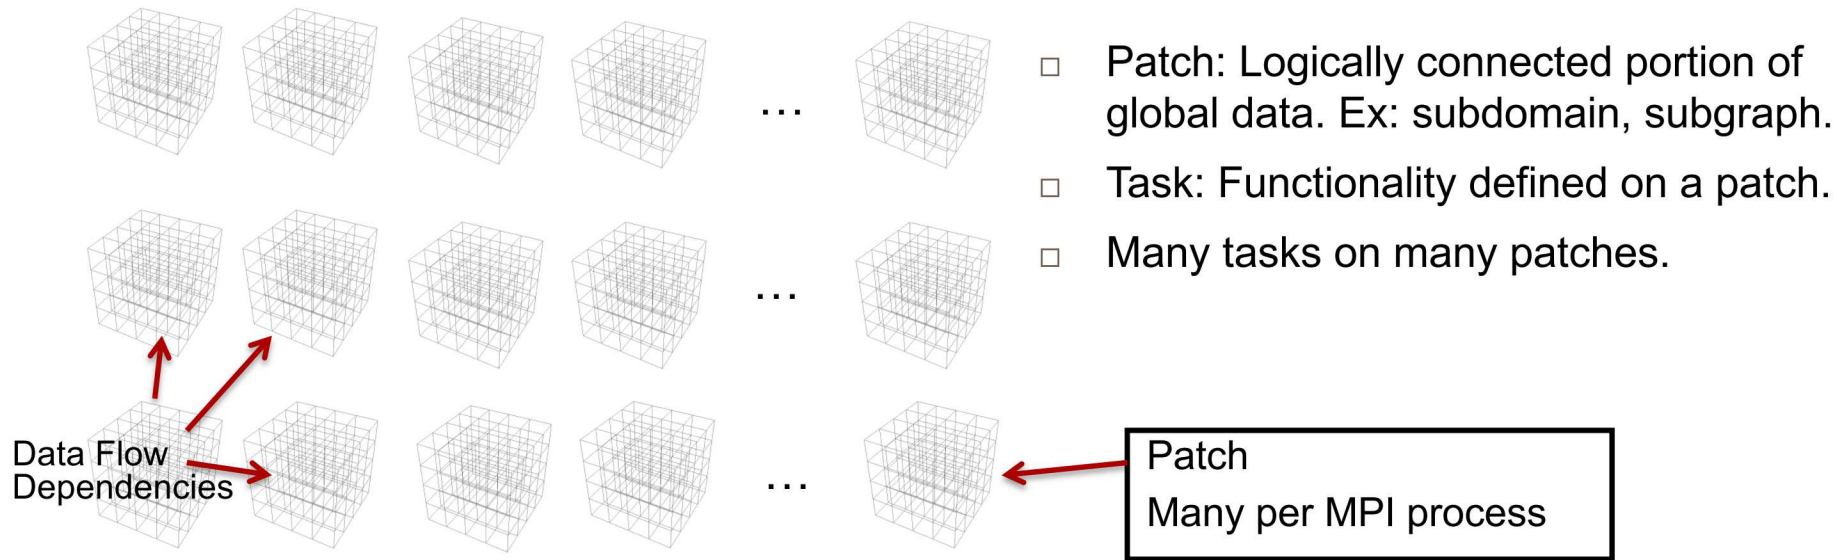 Patch: Logically connected portion of
global data. Ex: subdomain, subgraph.
Task: Functionality defined on a patch.
Many tasks on many patches.
...
...
...
Data Flow
Dependencies
Patch
Many per MPI process